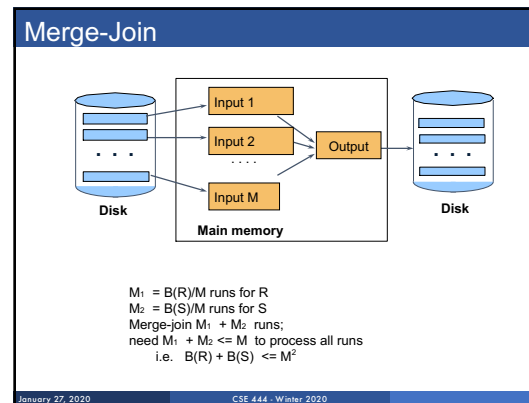 Merge-Join
Input 1
Input 2
. . . .
Input M
Output
. . .
. . .
Disk
Disk
Main memory
M₁ = B(R)/M runs for R
M₂ = B(S)/M runs for S
Merge-join M₁ + M₂ runs;
need M₁ + M₂ <= M to process all runs
i.e. B(R) + B(S) <= M²
January 27, 2020
CSE 444 - Winter 2020